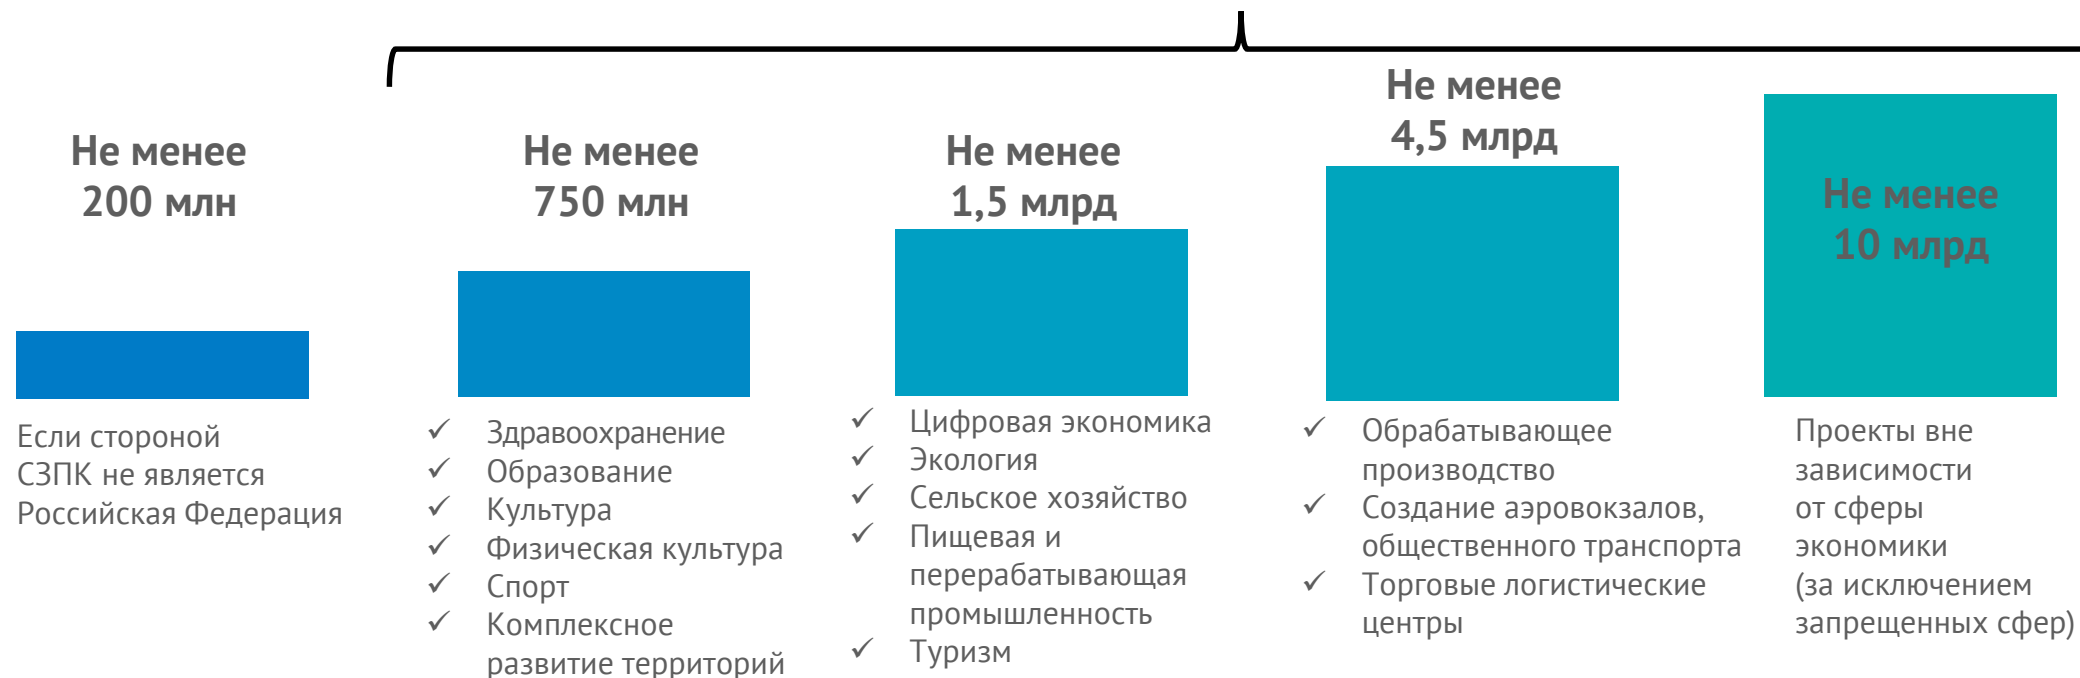 Не менее
200 млн
Если стороной
СЗПК не является
Российская Федерация
Не менее
750 млн
Здравоохранение
Образование
Культура
Физическая культура
Спорт
Комплексное
развитие территорий
Не менее
1,5 млрд
Цифровая экономика
Экология
Сельское хозяйство
Пищевая и
перерабатывающая
промышленность
Туризм
Не менее
4,5 млрд
Обрабатывающее
производство
Создание аэровокзалов,
общественного транспорта
Торговые логистические
центры
Не менее
10 млрд
Проекты вне
зависимости
от сферы
экономики
(за исключением
запрещенных сфер)